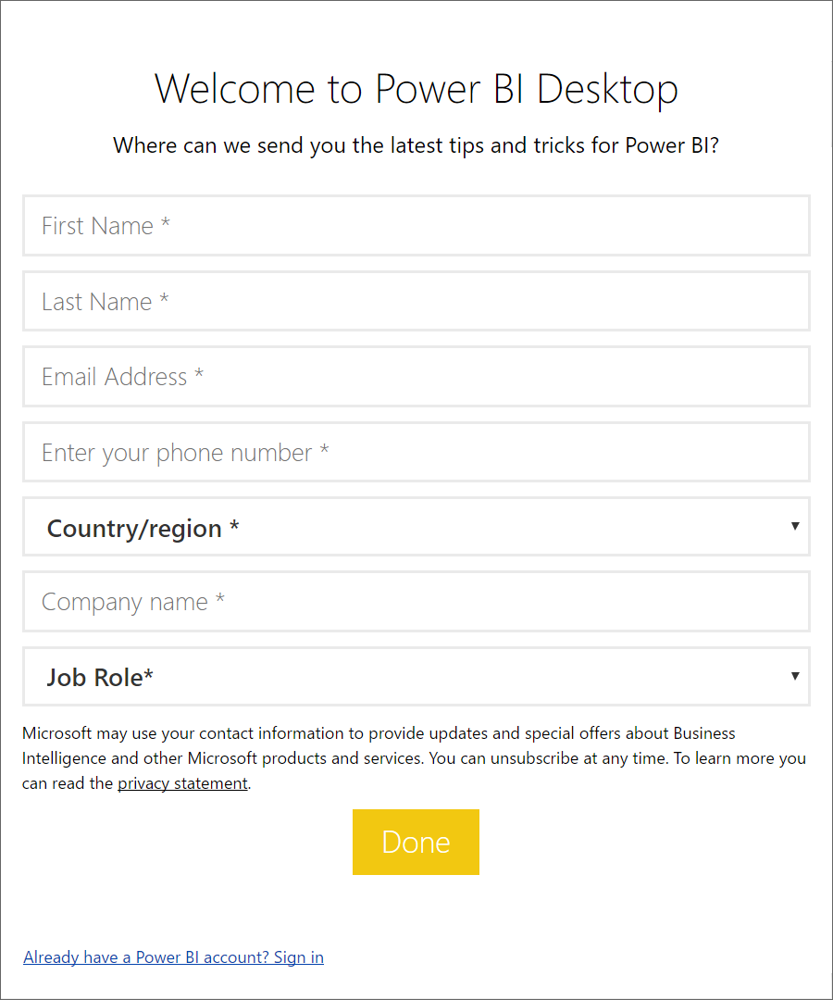 Welcome to Power BI Desktop
Where can we send you the latest tips and tricks for Power BI?
First Name *
Last Name *
Email Address *
Enter your phone number *
Country/region *
Company name *
Job Role*
Microsoft may use your contact information to provide updates and special offers about Business
Intelligence and other Microsoft products and services. You can unsubscribe at any time. To learn more you
can read the privacy statement.
Done
Already have a Power BI account? Sign in